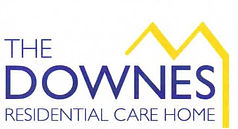 THE
DOWNES
RESIDENTIAL CARE HOME